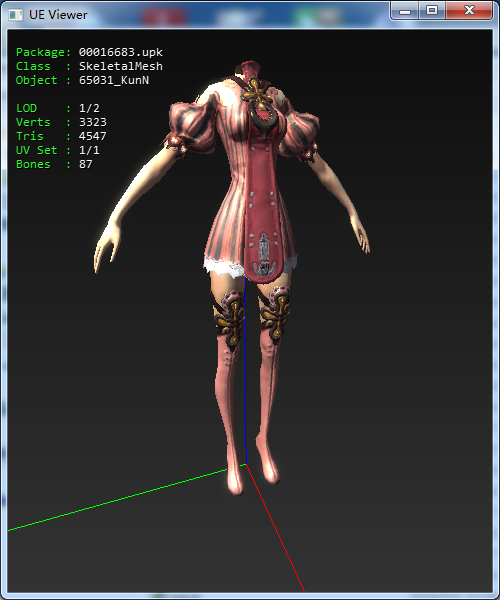 UE Viewer
Package: 00016683.upk
Class : SkeletalMesh
Object : 65031_KunN
LOD : 1/2
Verts : 3323
Tris : 4547
UV Set : 1/1
Bones : 87